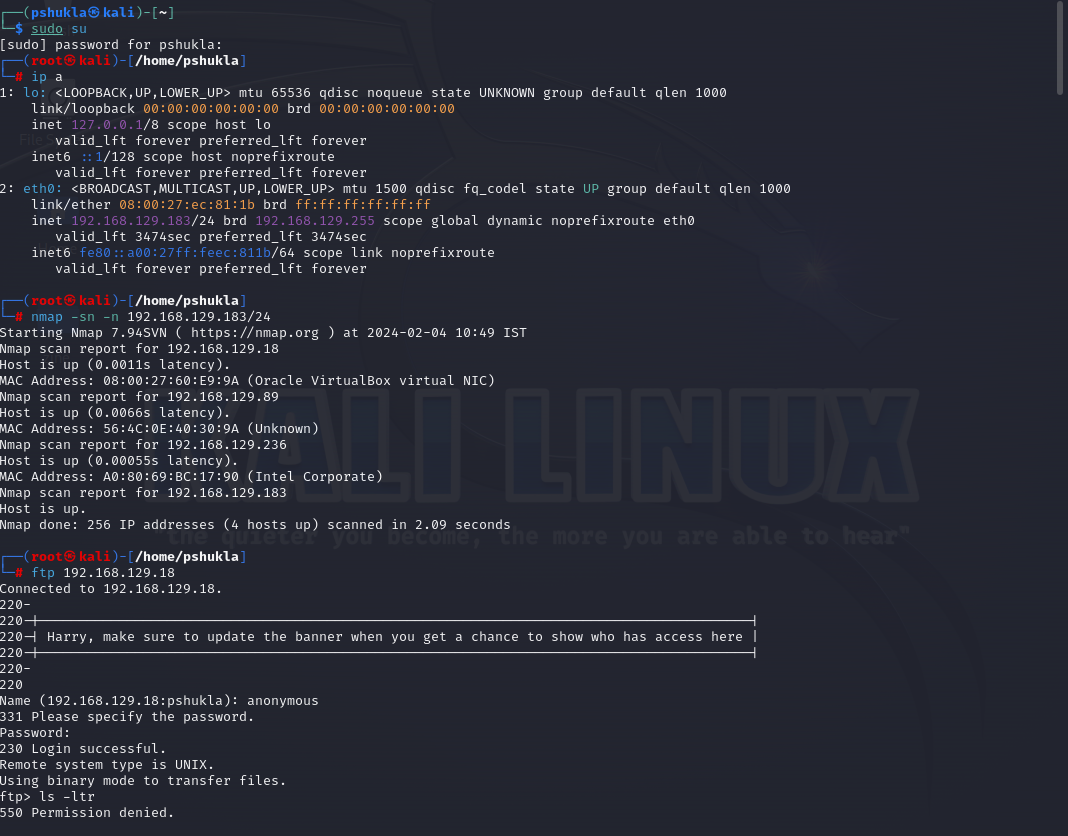 ┌──(pshukla㉿kali)-[~]
└─$ sudo su
[sudo] password for pshukla:
┌──(root㉿kali)-[/home/pshukla]
└─# ip a
1: lo: <LOOPBACK,UP,LOWER_UP> mtu 65536 qdisc noqueue state UNKNOWN group default qlen 1000
    link/loopback 00:00:00:00:00:00 brd 00:00:00:00:00:00
    inet 127.0.0.1/8 scope host lo
       valid_lft forever preferred_lft forever
    inet6 ::1/128 scope host noprefixroute
       valid_lft forever preferred_lft forever
2: eth0: <BROADCAST,MULTICAST,UP,LOWER_UP> mtu 1500 qdisc fq_codel state UP group default qlen 1000
    link/ether 08:00:27:ec:81:1b brd ff:ff:ff:ff:ff:ff
    inet 192.168.129.183/24 brd 192.168.129.255 scope global dynamic noprefixroute eth0
       valid_lft 3474sec preferred_lft 3474sec
    inet6 fe80::a00:27ff:feec:811b/64 scope link noprefixroute
       valid_lft forever preferred_lft forever
┌──(root㉿kali)-[/home/pshukla]
└─# nmap -sn -n 192.168.129.183/24
Starting Nmap 7.94SVN ( https://nmap.org ) at 2024-02-04 10:49 IST
Nmap scan report for 192.168.129.18
Host is up (0.0011s latency).
MAC Address: 08:00:27:60:E9:9A (Oracle VirtualBox virtual NIC)
Nmap scan report for 192.168.129.89
Host is up (0.0066s latency).
MAC Address: 56:4C:0E:40:30:9A (Unknown)
Nmap scan report for 192.168.129.236
Host is up (0.00055s latency).
MAC Address: A0:80:69:BC:17:90 (Intel Corporate)
Nmap scan report for 192.168.129.183
Host is up.
Nmap done: 256 IP addresses (4 hosts up) scanned in 2.09 seconds
KALI LINUX
"the quieter you become, the more you are able to hear"
┌──(root㉿kali)-[/home/pshukla]
└─# ftp 192.168.129.18
Connected to 192.168.129.18.
220-
220-|----------------------------------------------------------------------------------------|
220-| Harry, make sure to update the banner when you get a chance to show who has access here |
220-|----------------------------------------------------------------------------------------|
220-
220
Name (192.168.129.18:pshukla): anonymous
331 Please specify the password.
Password:
230 Login successful.
Remote system type is UNIX.
Using binary mode to transfer files.
ftp> ls -ltr
550 Permission denied.